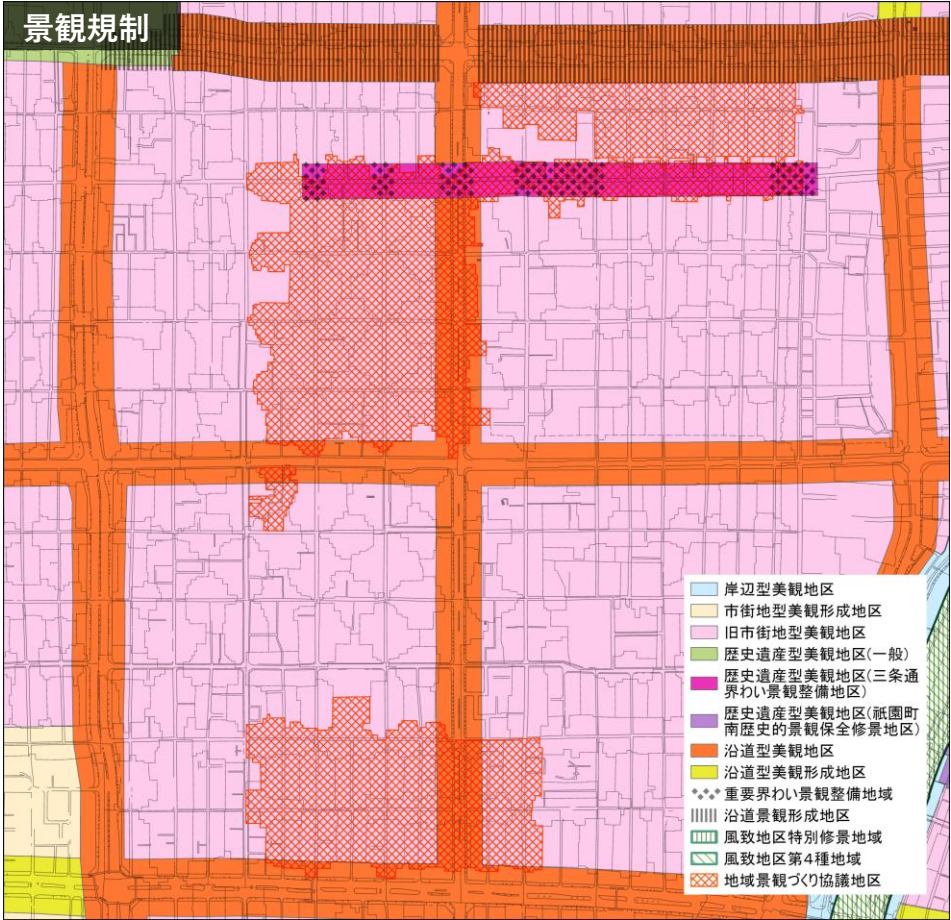 景観規制
岸辺型美観地区
市街地型美観形成地区
旧市街地型美観地区
歴史遺産型美観地区(一般)
歴史遺産型美観地区(三条通
界わい景観整備地区)
歴史遺産型美観地区(祇園町
南歴史的景観保全修景地区)
沿道型美観地区
沿道型美観形成地区
重要界わい景観整備地域
沿道景観形成地区
風致地区特別修景地域
風致地区第4種地域
地域景観づくり協議地区